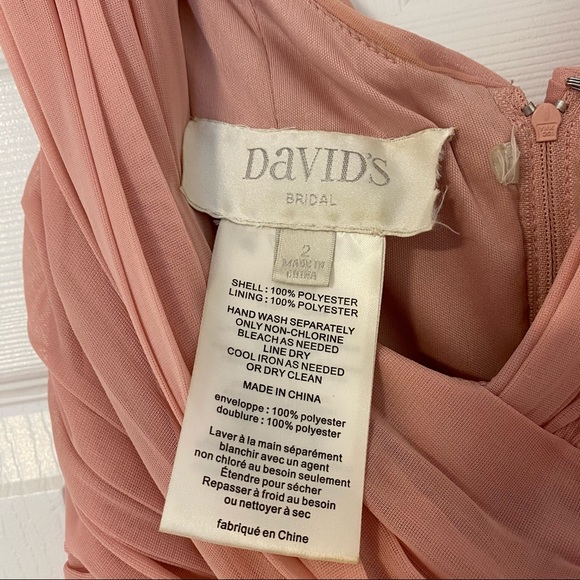 DaVID'S
BRIDAL
2
MADE IN
CHINA
SHELL : 100% POLYESTER
LINING : 100% POLYESTER
HAND WASH SEPARATELY
ONLY NON-CHLORINE
BLEACH AS NEEDED
LINE DRY
COOL IRON AS NEEDED
OR DRY CLEAN
MADE IN CHINA
enveloppe : 100% polyester
doublure : 100% polyester
Laver à la main séparément
blanchir avec un agent
non chloré au besoin seulement
Étendre pour sécher
Repasser à froid au besoin
ou nettoyer à sec
fabriqué en Chine